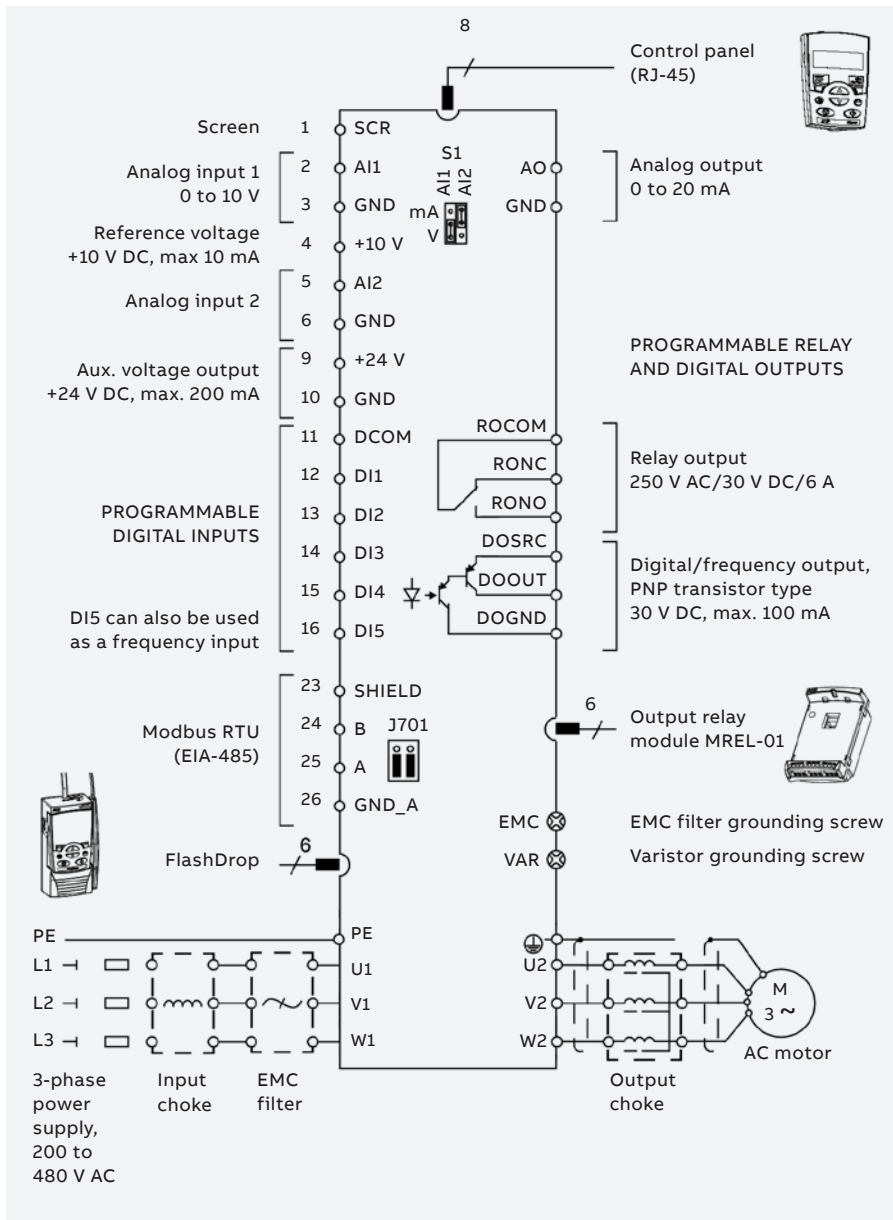 8
Control panel
(RJ-45)
Screen 1 SCR
Analog input 1
0 to 10 V
2 AI1
3 GND
S1
AI1
AI2
mA
V
AO
GND
Analog output
0 to 20 mA
Reference voltage
+10 V DC, max 10 mA
4 +10 V
Analog input 2
5 AI2
6 GND
Aux. voltage output
+24 V DC, max. 200 mA
9 +24 V
10 GND
PROGRAMMABLE RELAY
AND DIGITAL OUTPUTS
PROGRAMMABLE
DIGITAL INPUTS
DI5 can also be used
as a frequency input
11 DCOM
12 DI1
13 DI2
14 DI3
15 DI4
16 DI5
ROCOM
RONC
RONO
Relay output
250 V AC/30 V DC/6 A
DOSRC
DOOUT
DOGND
Digital/frequency output,
PNP transistor type
30 V DC, max. 100 mA
Modbus RTU
(EIA-485)
23 SHIELD
24 B
25 A
26 GND_A
J701
6
Output relay
module MREL-01
EMC
EMC filter grounding screw
VAR
Varistor grounding screw
FlashDrop
6
PE PE
L1 U1 U2
L2 V1 V2
L3 W1 W2
M
3 ~
AC motor
3-phase
power
supply,
200 to
480 V AC
Input
choke
EMC
filter
Output
choke